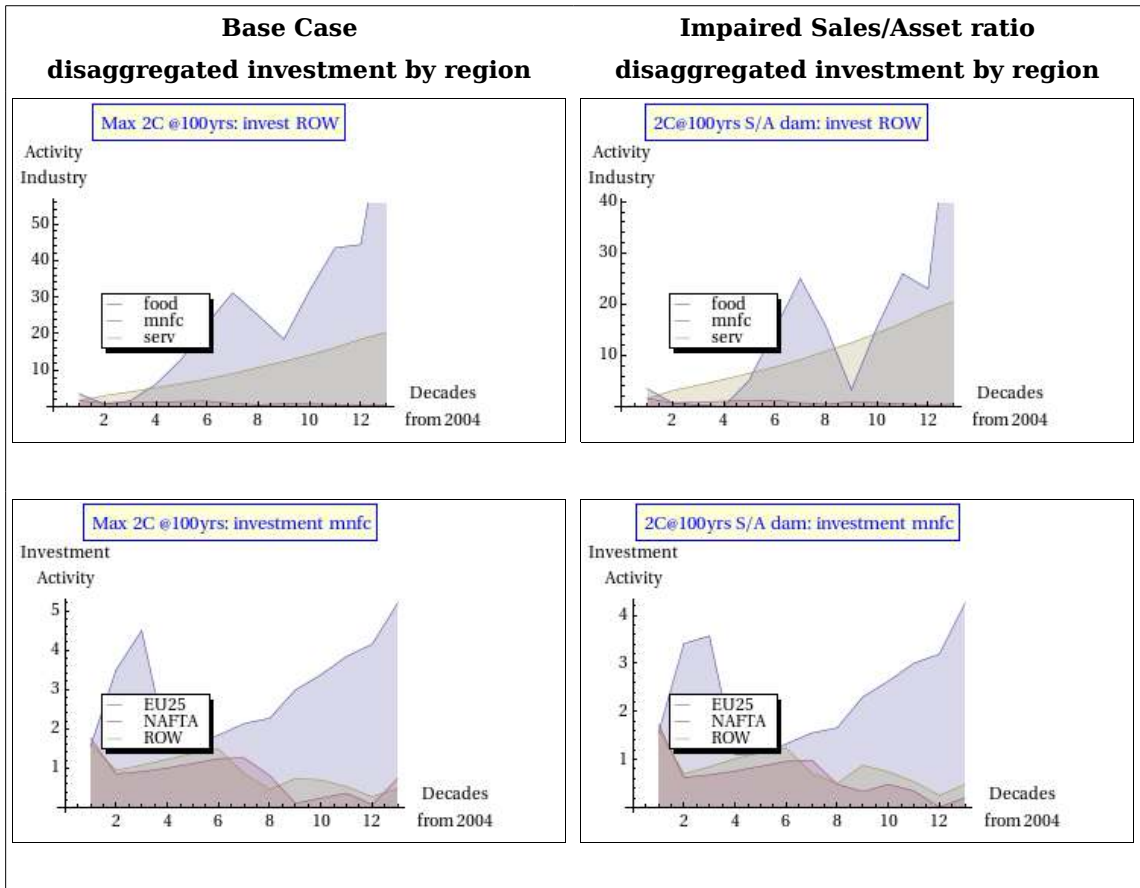 Base Case
disaggregated investment by region
Impaired Sales/Asset ratio
disaggregated investment by region
Max 2C @100yrs: invest ROW
Activity
Industry
50
40
30
20
10
food
mnfc
serv
2 4 6 8 10 12
Decades
from 2004
2C@100yrs S/A dam: invest ROW
Activity
Industry
40
30
20
10
food
mnfc
serv
2 4 6 8 10 12
Decades
from 2004
Max 2C @100yrs: investment mnfc
Investment
Activity
5
4
3
2
1
EU25
NAFTA
ROW
2 4 6 8 10 12
Decades
from 2004
2C@100yrs S/A dam: investment mnfc
Investment
Activity
4
3
2
1
EU25
NAFTA
ROW
2 4 6 8 10 12
Decades
from 2004